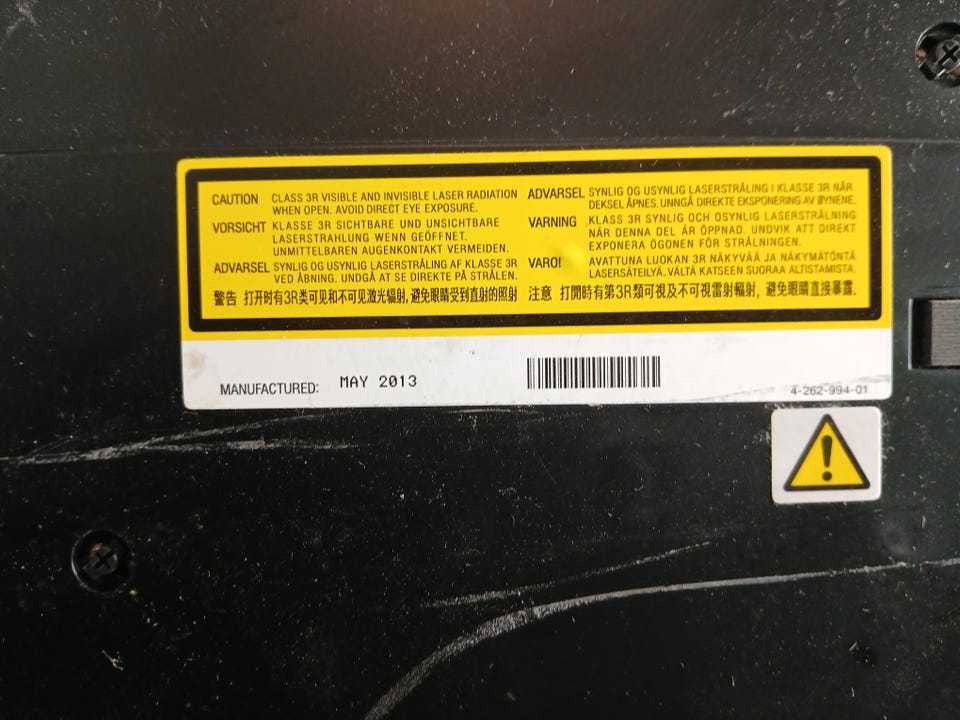 CAUTION CLASS 3R VISIBLE AND INVISIBLE LASER RADIATION
WHEN OPEN. AVOID DIRECT EYE EXPOSURE.
VORSICHT KLASSE 3R SICHTBARE UND UNSICHTBARE
LASERSTRAHLUNG WENN GEÖFFNET.
UNMITTELBAREN AUGENKONTAKT VERMEIDEN.
ADVARSEL SYNLIG OG USYNLIG LASERSTRÅLING AF KLASSE 3R
VED ÅBNING. UNDGÅ AT SE DIREKTE PÅ STRÅLEN.
警告 打开时有3R类可见和不可见激光辐射, 避免眼睛受到直射的照射
ADVARSEL SYNLIG OG USYNLIG LASERSTRÅLING I KLASSE 3R NÅR
DEKSEL ÅPNES. UNNGÅ DIREKTE EKSPONERING AV ØYNENE.
VARNING KLASS 3R SYNLIG OCH OSYNLIG LASERSTRÅLNING
NÄR DENNA DEL ÄR ÖPPNAD. UNDVIK ATT DIREKT
EXPONERA ÖGONEN FÖR STRÅLNINGEN.
VARO! AVATTUNA LUOKAN 3R NÄKYVÄÄ JA NÄKYMÄTÖNTÄ
LASERSÄTEILYÄ. VÄLTÄ KATSEEN SUORAA ALTISTAMISTA.
注意 打開時有第3R類可視及不可視雷射輻射, 避免眼睛直接暴露.
MANUFACTURED: MAY 2013
4-262-994-01